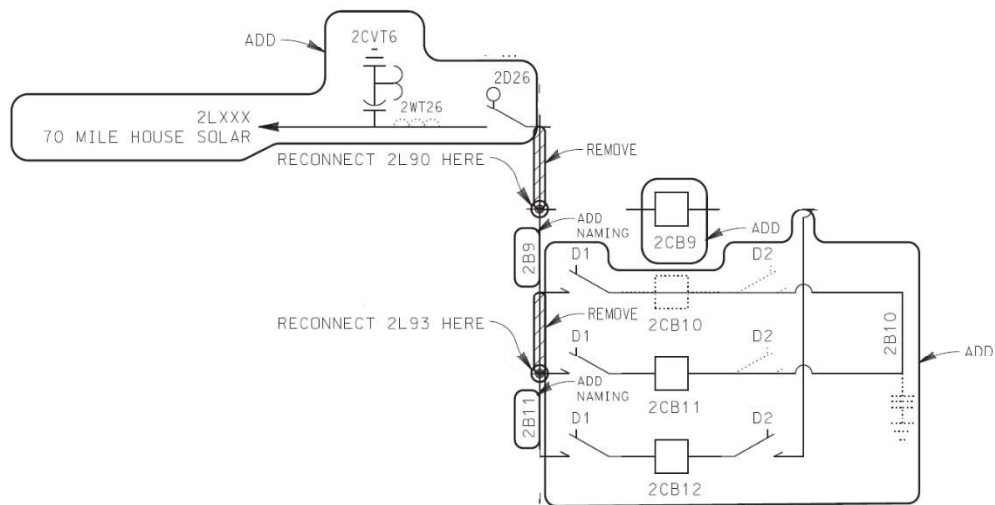 2CVT6
ADD
2D26
2WT26
2LXXX
70 MILE HOUSE SOLAR
RECONNECT 2L90 HERE
REMOVE
ADD
NAMING
2B9
2CB9
ADD
D1
D2
2CB10
RECONNECT 2L93 HERE
REMOVE
2B10
D1
D2
ADD
2CB11
ADD
NAMING
2B11
D1
D2
2CB12